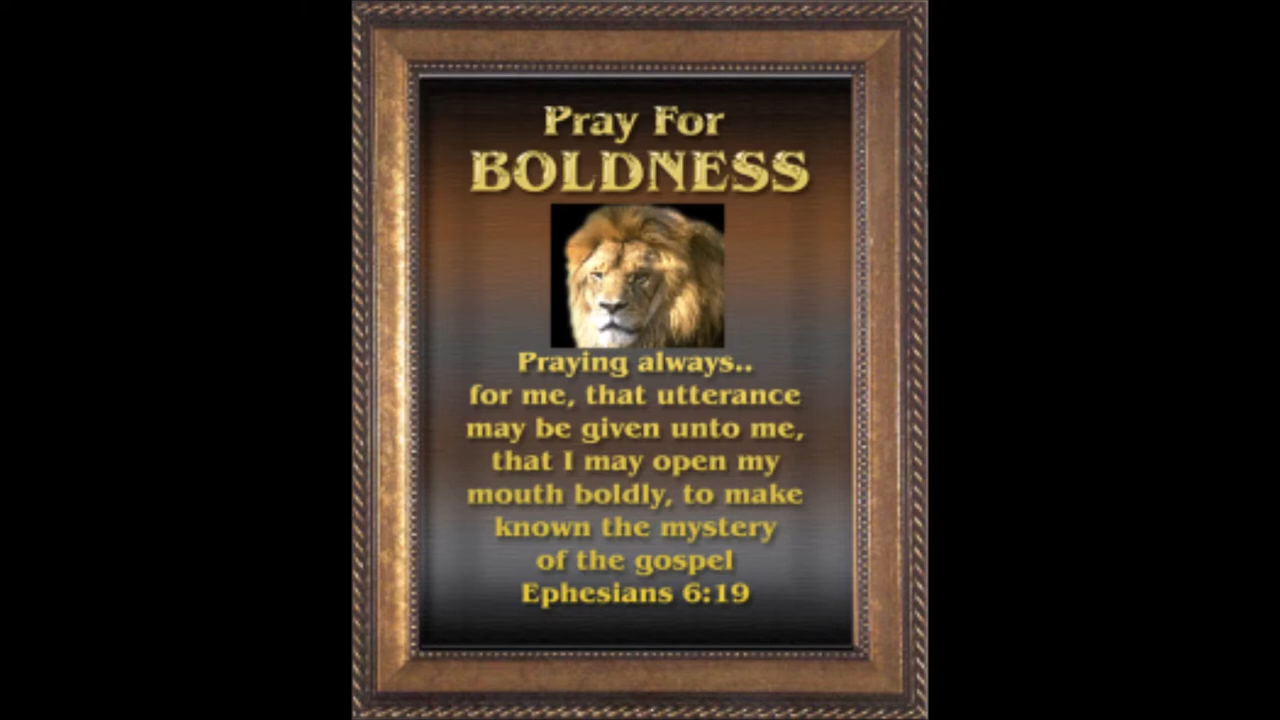 Pray For
BOLDNESS
Praying always..
for me, that utterance
may be given unto me,
that I may open my
mouth boldly, to make
known the mystery
of the gospel
Ephesians 6:19